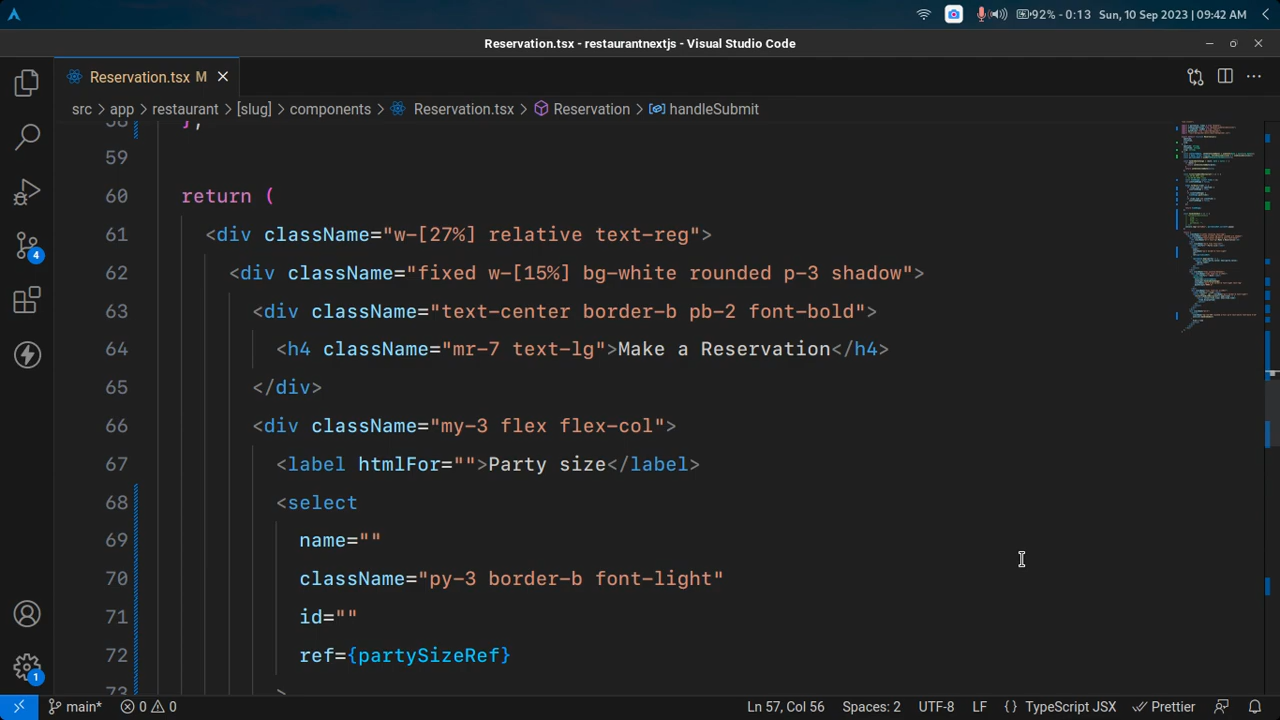 92% - 0:13 Sun, 10 Sep 2023 | 09:42 AM
Reservation.tsx - restaurantnextjs - Visual Studio Code
Reservation.tsx M
src > app > restaurant > [slug] > components > Reservation.tsx > Reservation > handleSubmit
58 };
59
60 return (
61 <div className="w-[27%] relative text-reg">
62 <div className="fixed w-[15%] bg-white rounded p-3 shadow">
63 <div className="text-center border-b pb-2 font-bold">
64 <h4 className="mr-7 text-lg">Make a Reservation</h4>
65 </div>
66 <div className="my-3 flex flex-col">
67 <label htmlFor="">Party size</label>
68 <select
69 name=""
70 className="py-3 border-b font-light"
71 id=""
72 ref={partySizeRef}
73 >
4
1
main* 0 0 Ln 57, Col 56 Spaces: 2 UTF-8 LF {} TypeScript JSX Prettier